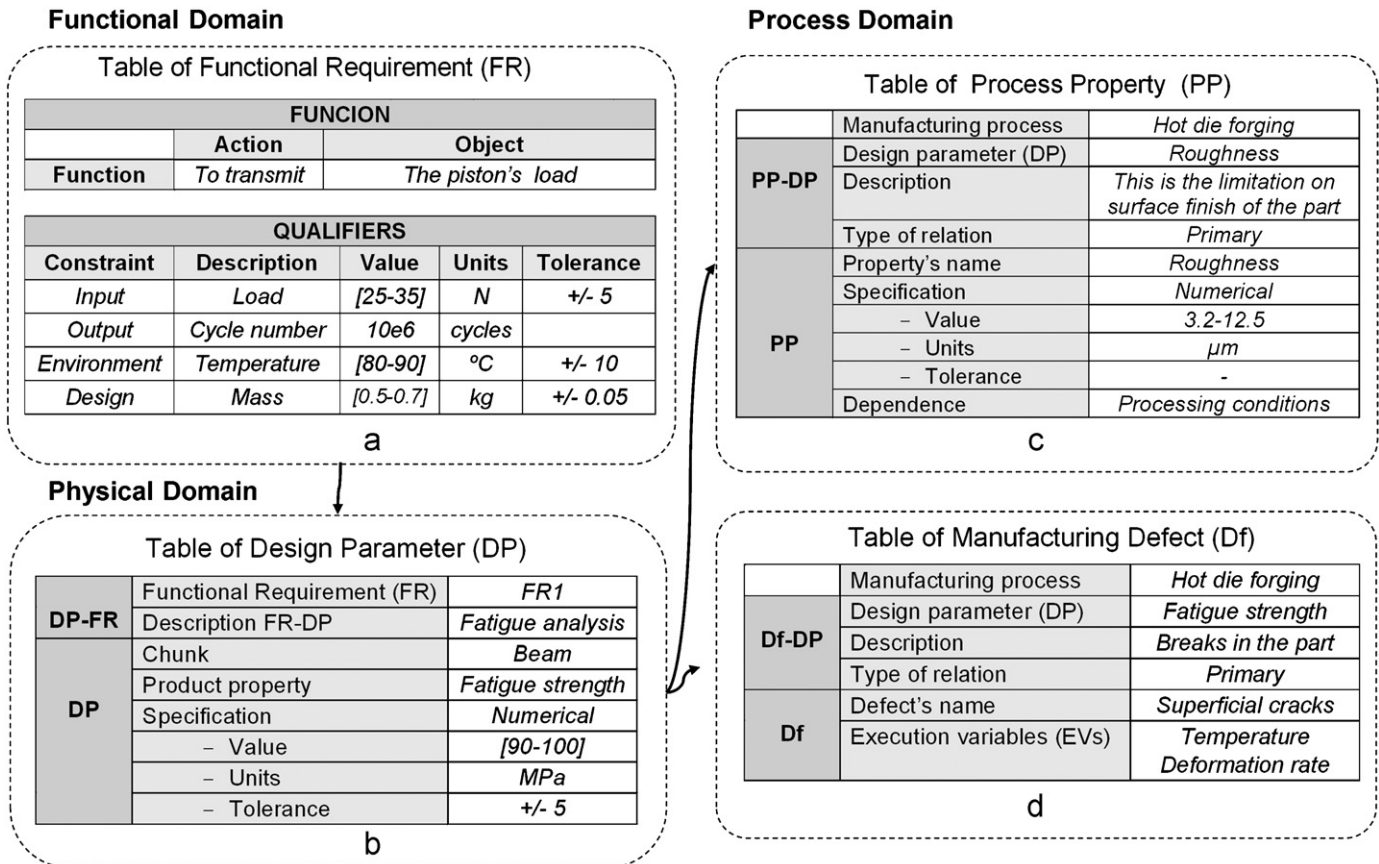 Functional Domain
Table of Functional Requirement (FR)
FUNCION
Action Object
Function To transmit The piston's load
QUALIFIERS
Constraint Description Value Units Tolerance
Input Load [25-35] N +/- 5
Output Cycle number 10e6 cycles
Environment Temperature [80-90] ºC +/- 10
Design Mass [0.5-0.7] kg +/- 0.05
a
Physical Domain
Table of Design Parameter (DP)
DP-FR
Functional Requirement (FR) FR1
Description FR-DP Fatigue analysis
DP
Chunk Beam
Product property Fatigue strength
Specification Numerical
– Value [90-100]
– Units MPa
– Tolerance +/- 5
b
Process Domain
Table of Process Property (PP)
Manufacturing process Hot die forging
PP-DP
Design parameter (DP) Roughness
Description This is the limitation on
surface finish of the part
Type of relation Primary
PP
Property's name Roughness
Specification Numerical
– Value 3.2-12.5
– Units µm
– Tolerance -
Dependence Processing conditions
c
Table of Manufacturing Defect (Df)
Manufacturing process Hot die forging
Df-DP
Design parameter (DP) Fatigue strength
Description Breaks in the part
Type of relation Primary
Df
Defect's name Superficial cracks
Execution variables (EVs) Temperature
Deformation rate
d